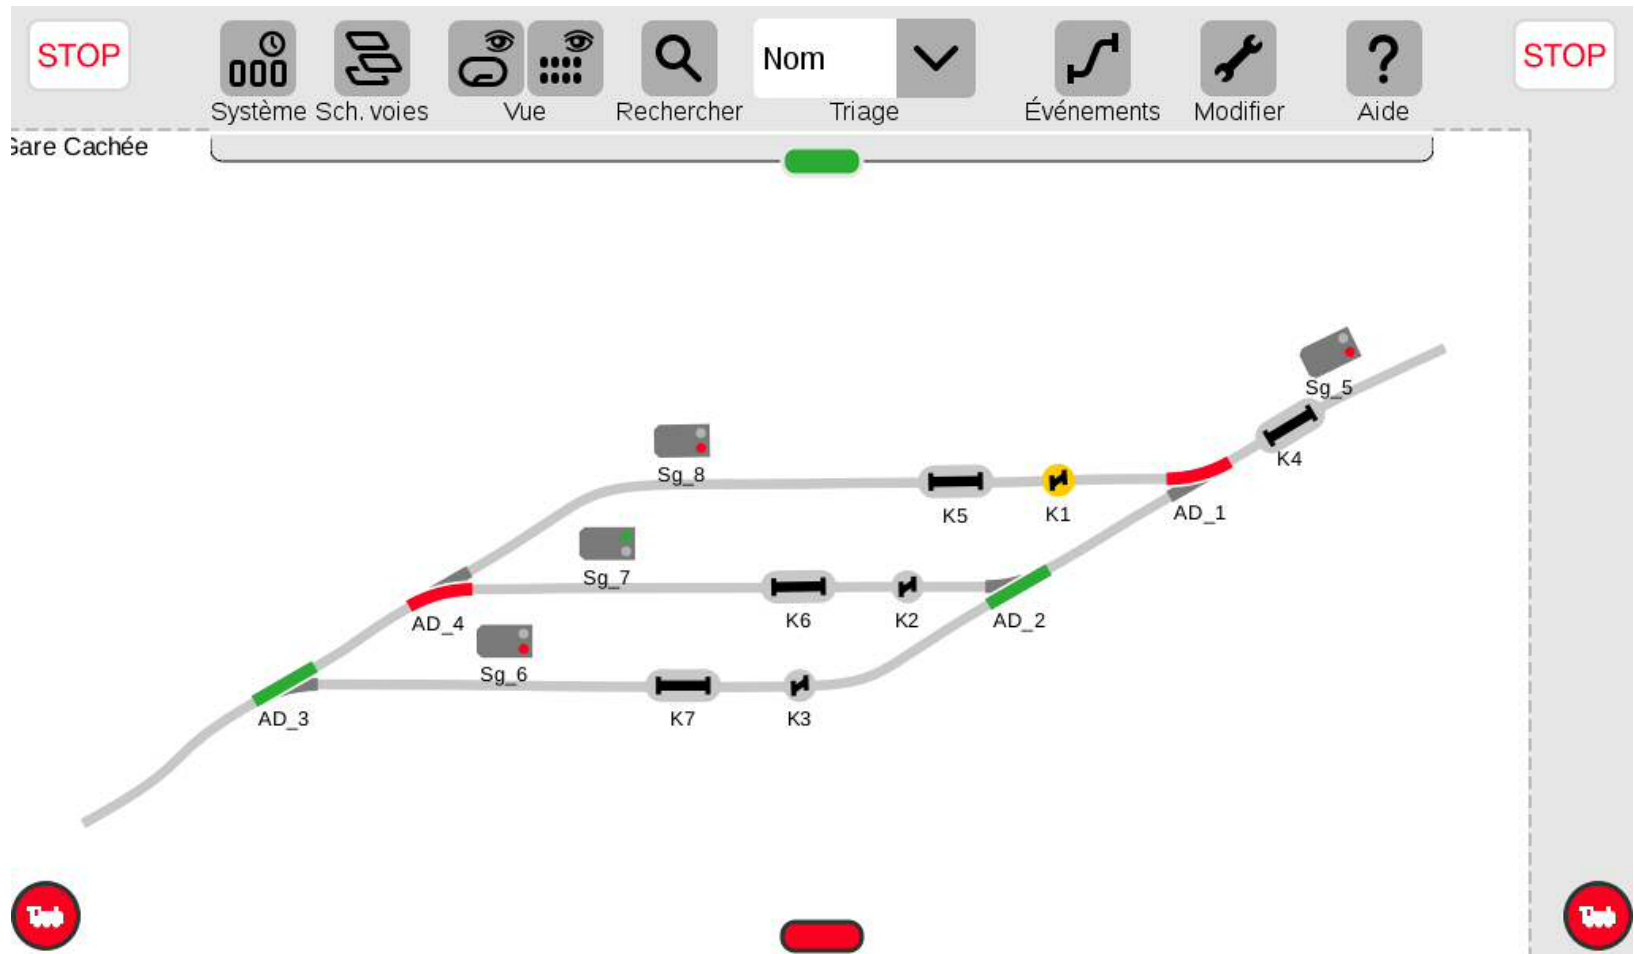 STOP
Nom
STOP
Système
Sch. voies
Vue
Rechercher
Triage
Événements
Modifier
Aide
Gare Cachée
Sg_5
K4
Sg_8
K5
K1
AD_1
Sg_7
K6
K2
AD_2
AD_4
Sg_6
K7
K3
AD_3